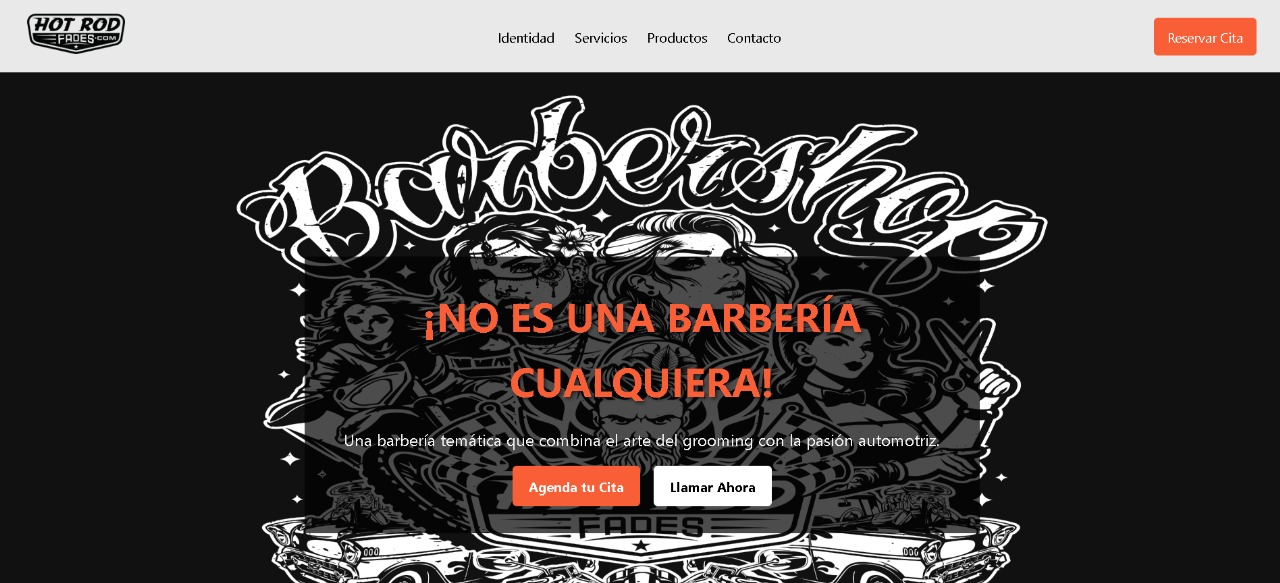 HOT ROD
FADES.COM
Identidad
Servicios
Productos
Contacto
Reservar Cita
Barbershop
¡NO ES UNA BARBERÍA
CUALQUIERA!
Una barbería temática que combina el arte del grooming con la pasión automotriz.
Agenda tu Cita
Llamar Ahora
FADES